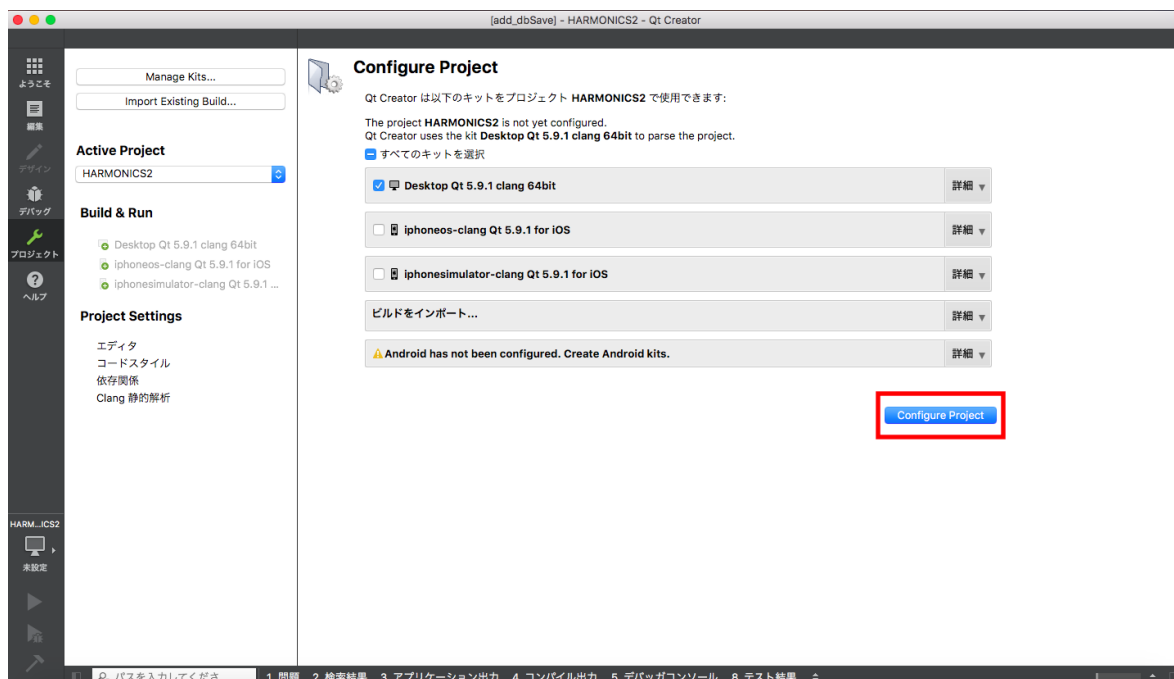 [add_dbSave] - HARMONICS2 - Qt Creator
ようこそ
編集
デザイン
デバッグ
プロジェクト
ヘルプ
HARM...ICS2
未設定
Manage Kits...
Import Existing Build...
Active Project
HARMONICS2
Build & Run
Desktop Qt 5.9.1 clang 64bit
iphoneos-clang Qt 5.9.1 for iOS
iphonesimulator-clang Qt 5.9.1 ...
Project Settings
エディタ
コードスタイル
依存関係
Clang 静的解析
Configure Project
Qt Creator は以下のキットをプロジェクト HARMONICS2 で使用できます:
The project HARMONICS2 is not yet configured.
Qt Creator uses the kit Desktop Qt 5.9.1 clang 64bit to parse the project.
すべてのキットを選択
Desktop Qt 5.9.1 clang 64bit 詳細
iphoneos-clang Qt 5.9.1 for iOS 詳細
iphonesimulator-clang Qt 5.9.1 for iOS 詳細
ビルドをインポート... 詳細
Android has not been configured. Create Android kits. 詳細
Configure Project
パスを入力してくださ 1 問題 2 検索結果 3 アプリケーション出力 4 コンパイル出力 5 デバッガコンソール 8 テスト結果